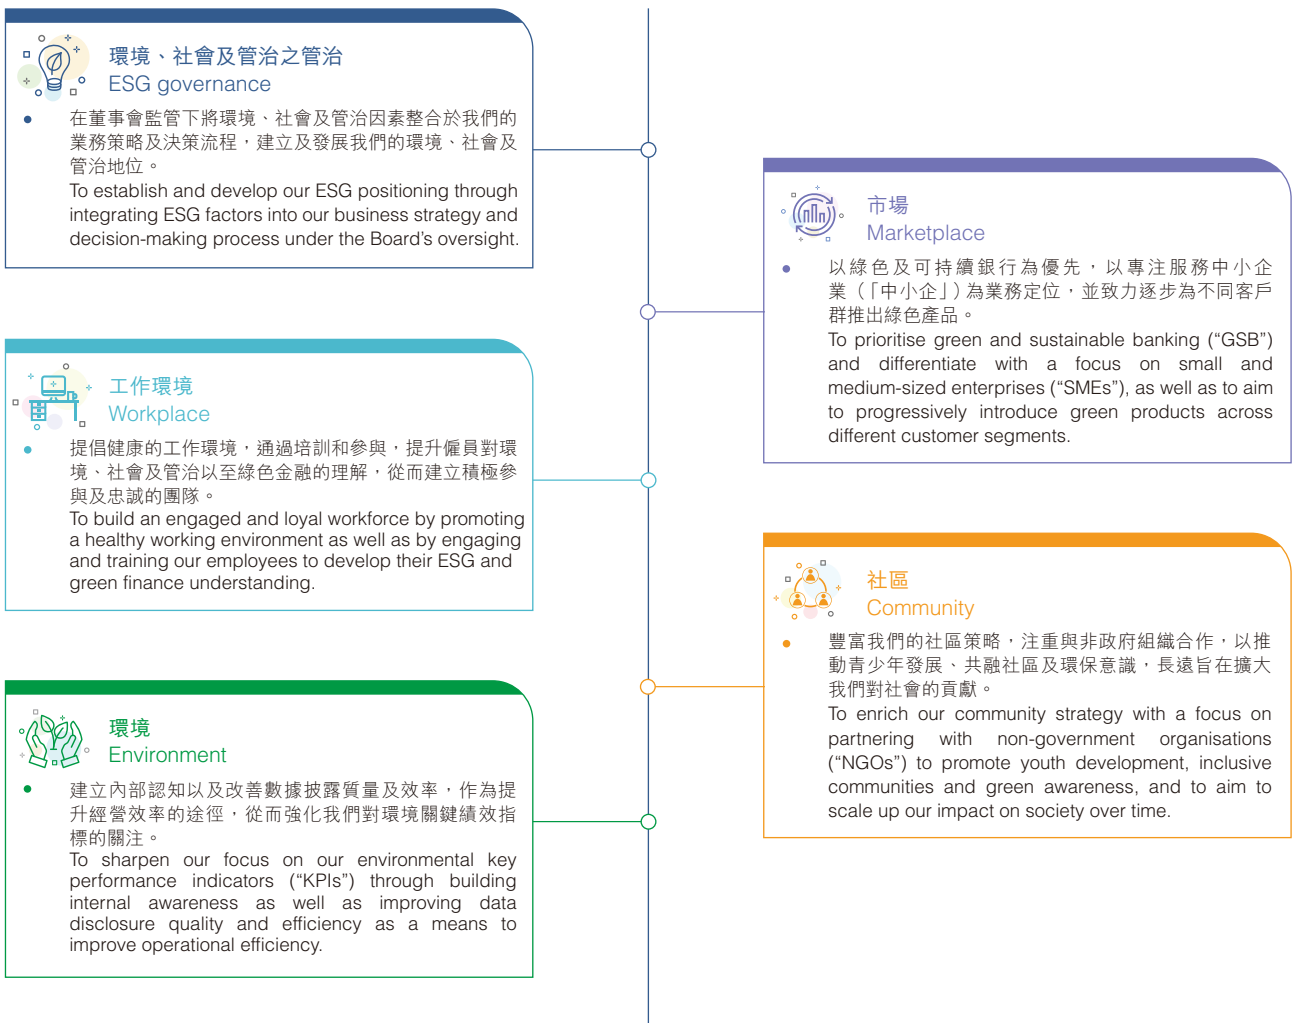 環境、社會及管治之管治
ESG governance
● 在董事會監管下將環境、社會及管治因素整合於我們的
業務策略及決策流程，建立及發展我們的環境、社會及
管治地位。
To establish and develop our ESG positioning through
integrating ESG factors into our business strategy and
decision-making process under the Board’s oversight.
市場
Marketplace
● 以綠色及可持續銀行為優先，以專注服務中小企
業（「中小企」）為業務定位，並致力逐步為不同客戶
群推出綠色產品。
To prioritise green and sustainable banking (“GSB”)
and differentiate with a focus on small and
medium-sized enterprises (“SMEs”), as well as to aim
to progressively introduce green products across
different customer segments.
工作環境
Workplace
● 提倡健康的工作環境，通過培訓和參與，提升僱員對環
境、社會及管治以至綠色金融的理解，從而建立積極參
與及忠誠的團隊。
To build an engaged and loyal workforce by promoting
a healthy working environment as well as by engaging
and training our employees to develop their ESG and
green finance understanding.
社區
Community
● 豐富我們的社區策略，注重與非政府組織合作，以推
動青少年發展、共融社區及環保意識，長遠旨在擴大
我們對社會的貢獻。
To enrich our community strategy with a focus on
partnering with non-government organisations
(“NGOs”) to promote youth development, inclusive
communities and green awareness, and to aim to
scale up our impact on society over time.
環境
Environment
● 建立內部認知以及改善數據披露質量及效率，作為提
升經營效率的途徑，從而強化我們對環境關鍵績效指
標的關注。
To sharpen our focus on our environmental key
performance indicators (“KPIs”) through building
internal awareness as well as improving data
disclosure quality and efficiency as a means to
improve operational efficiency.